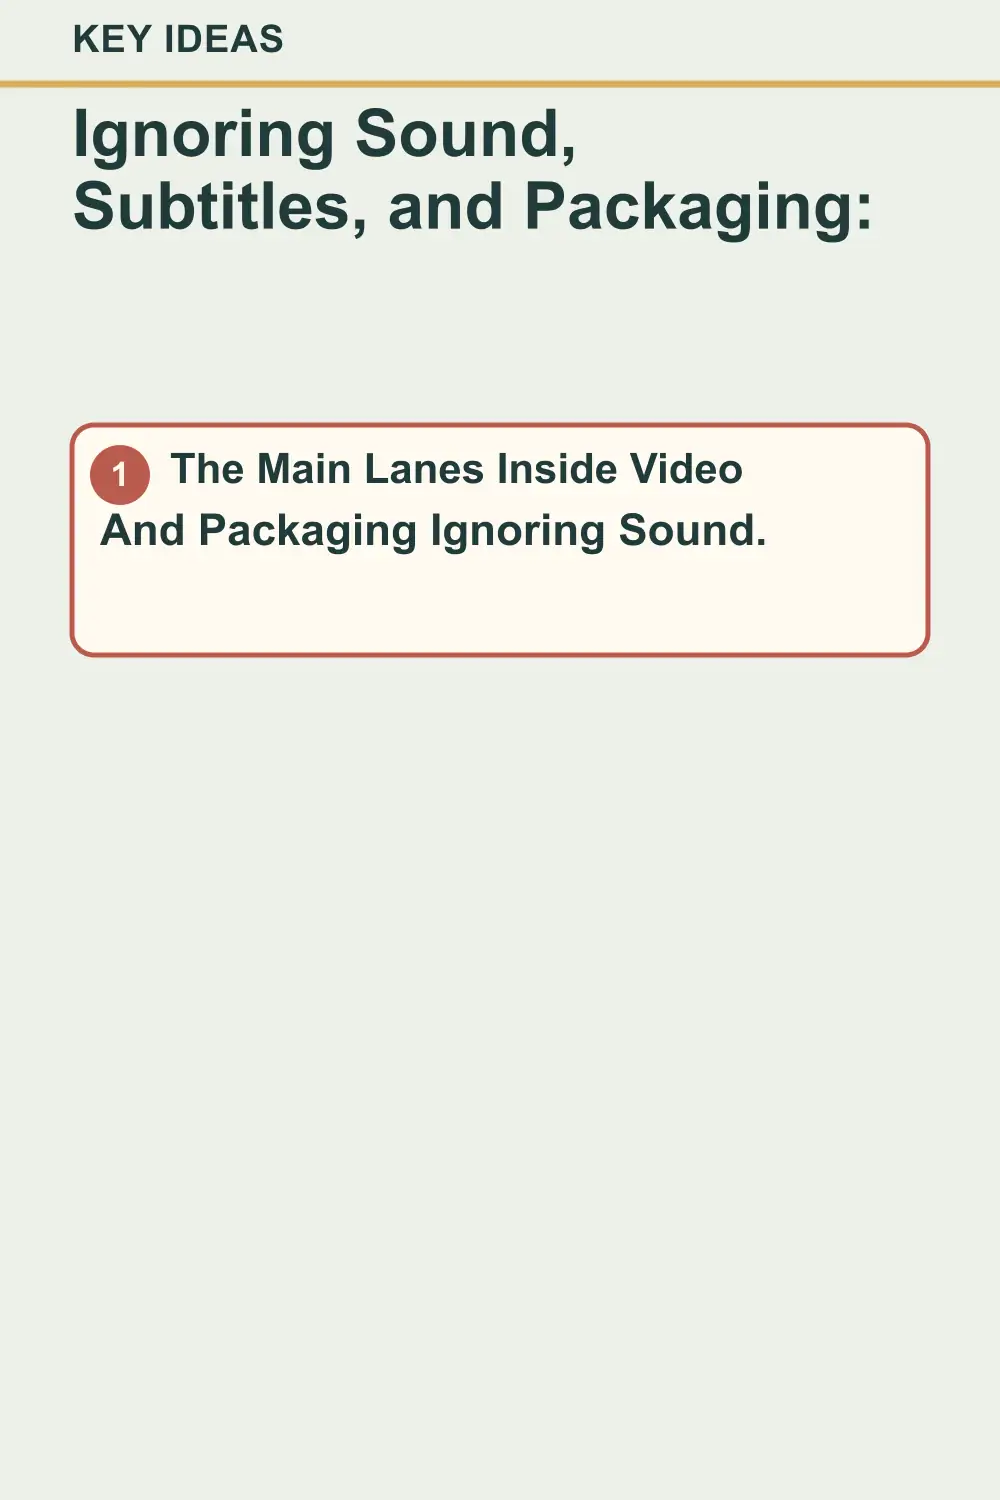 KEY IDEAS
Ignoring Sound,
Subtitles, and Packaging:
1 The Main Lanes Inside Video
And Packaging Ignoring Sound.